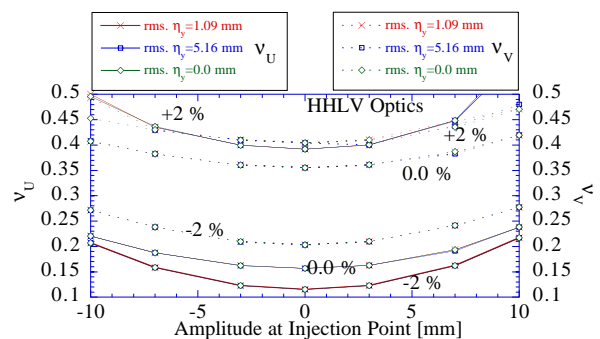 rms. η_y=1.09 mm
rms. η_y=5.16 mm ν_U
rms. η_y=0.0 mm
rms. η_y=1.09 mm
rms. η_y=5.16 mm ν_V
rms. η_y=0.0 mm
HHLV Optics
+2 %
+2 %
0.0 %
-2 %
0.0 %
-2 %
ν_U
0.5
0.45
0.4
0.35
0.3
0.25
0.2
0.15
0.1
ν_V
0.5
0.45
0.4
0.35
0.3
0.25
0.2
0.15
0.1
-10 -5 0 5 10
Amplitude at Injection Point [mm]